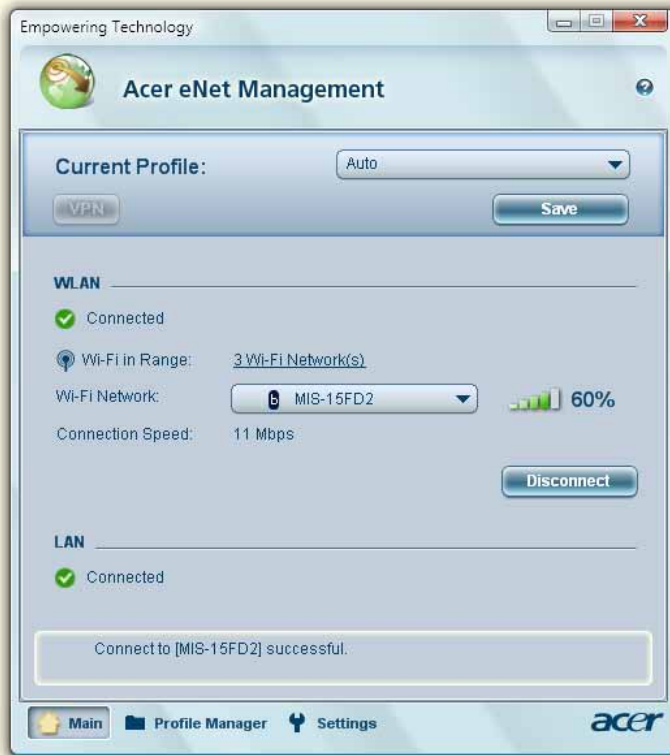 Empowering Technology
Acer eNet Management
Current Profile:
Auto
VPN
Save
WLAN
Connected
Wi-Fi in Range:
3 Wi-Fi Network(s)
Wi-Fi Network:
b MIS-15FD2
60%
Connection Speed:
11 Mbps
Disconnect
LAN
Connected
Connect to [MIS-15FD2] successful.
Main
Profile Manager
Settings
acer